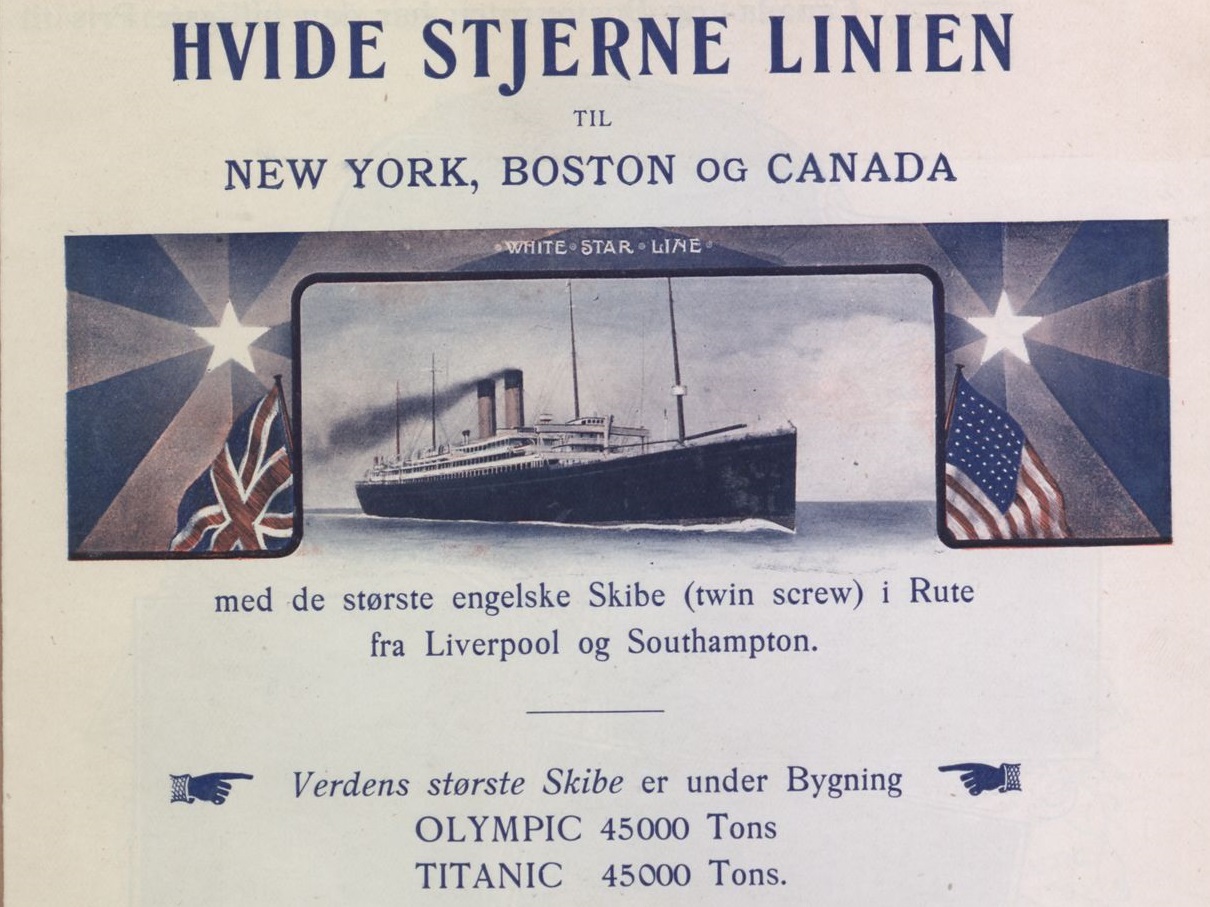 HVIDE STJERNE LINIEN
TIL
NEW YORK, BOSTON OG CANADA
WHITE STAR LINE
med de største engelske Skibe (twin screw) i Rute
fra Liverpool og Southampton.
Verdens største Skibe er under Bygning
OLYMPIC 45000 Tons
TITANIC 45000 Tons.